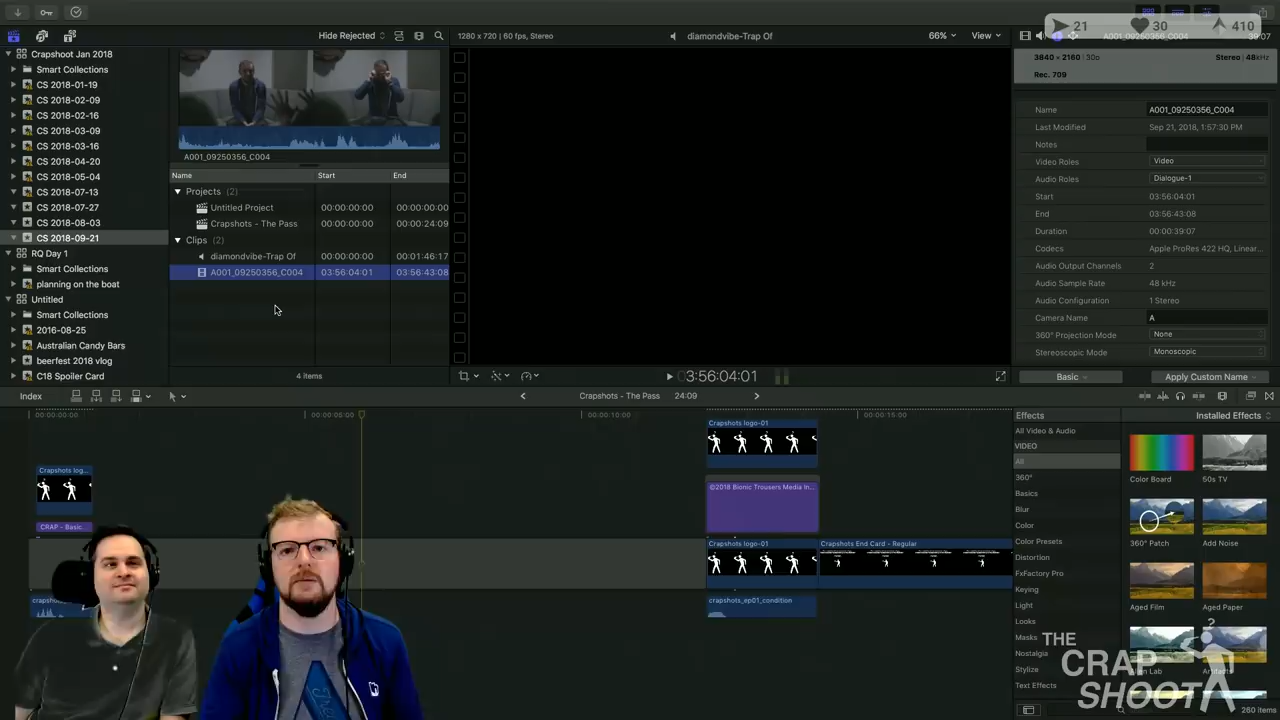 21 30 410
Hide Rejected
1280 x 720 | 60 fps, Stereo
diamondvibe-Trap Of
66%
View
A001_09250356_C004
39:07
Crapshoot Jan 2018
Smart Collections
CS 2018-01-19
CS 2018-02-09
CS 2018-02-16
CS 2018-03-09
CS 2018-03-16
CS 2018-04-20
CS 2018-05-04
CS 2018-07-13
CS 2018-07-27
CS 2018-08-03
CS 2018-09-21
RQ Day 1
Smart Collections
planning on the boat
Untitled
Smart Collections
2016-08-25
Australian Candy Bars
beerfest 2018 vlog
C18 Spoiler Card
A001_09250356_C004
Name Start End
Projects (2)
Untitled Project 00:00:00:00 00:00:00:00
Crapshots - The Pass 00:00:00:00 00:00:24:09
Clips (2)
diamondvibe-Trap Of 00:00:00:00 00:01:46:17
A001_09250356_C004 03:56:04:01 03:56:43:08
4 items
3:56:04:01
3840 × 2160 | 30p Stereo | 48kHz
Rec. 709
Name A001_09250356_C004
Last Modified Sep 21, 2018, 1:57:30 PM
Notes
Video Roles Video
Audio Roles Dialogue-1
Start 03:56:04:01
End 03:56:43:08
Duration 00:00:39:07
Codecs Apple ProRes 422 HQ, Linear...
Audio Output Channels 2
Audio Sample Rate 48 kHz
Audio Configuration 1 Stereo
Camera Name A
360° Projection Mode None
Stereoscopic Mode Monoscopic
Basic Apply Custom Name
Index
Crapshots - The Pass 24:09
00:00:00:00 00:00:05:00 00:00:10:00 00:00:15:00
Crapshots log...
CRAP - Basic...
Crapshots logo-01
©2018 Bionic Trousers Media In...
Crapshots logo-01
Crapshots End Card - Regular
crapshots_ep01_condition
Effects Installed Effects
All Video & Audio
VIDEO
All
360°
Basics
Blur
Color
Color Presets
Distortion
FxFactory Pro
Keying
Light
Looks
Masks
Nostalgia
Stylize
Text Effects
Color Board 50s TV
360° Patch Add Noise
Aged Film Aged Paper
THE
CRAP
SHOOT
?
260 items